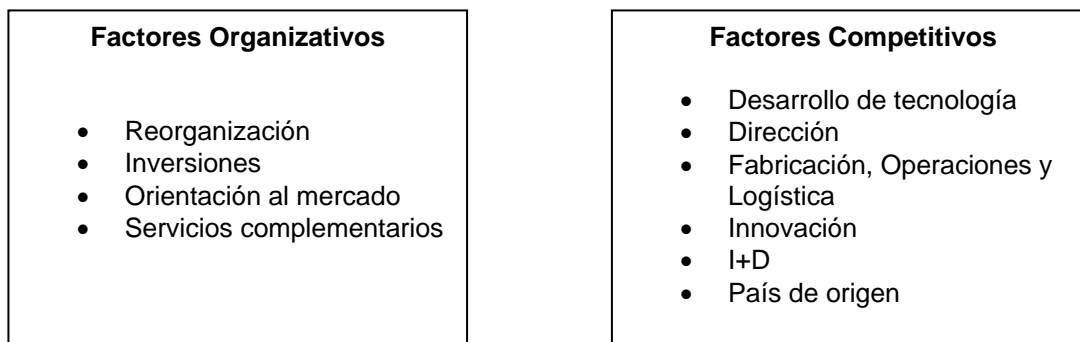 Factores Organizativos
• Reorganización
• Inversiones
• Orientación al mercado
• Servicios complementarios
Factores Competitivos
• Desarrollo de tecnología
• Dirección
• Fabricación, Operaciones y
Logística
• Innovación
• I+D
• País de origen